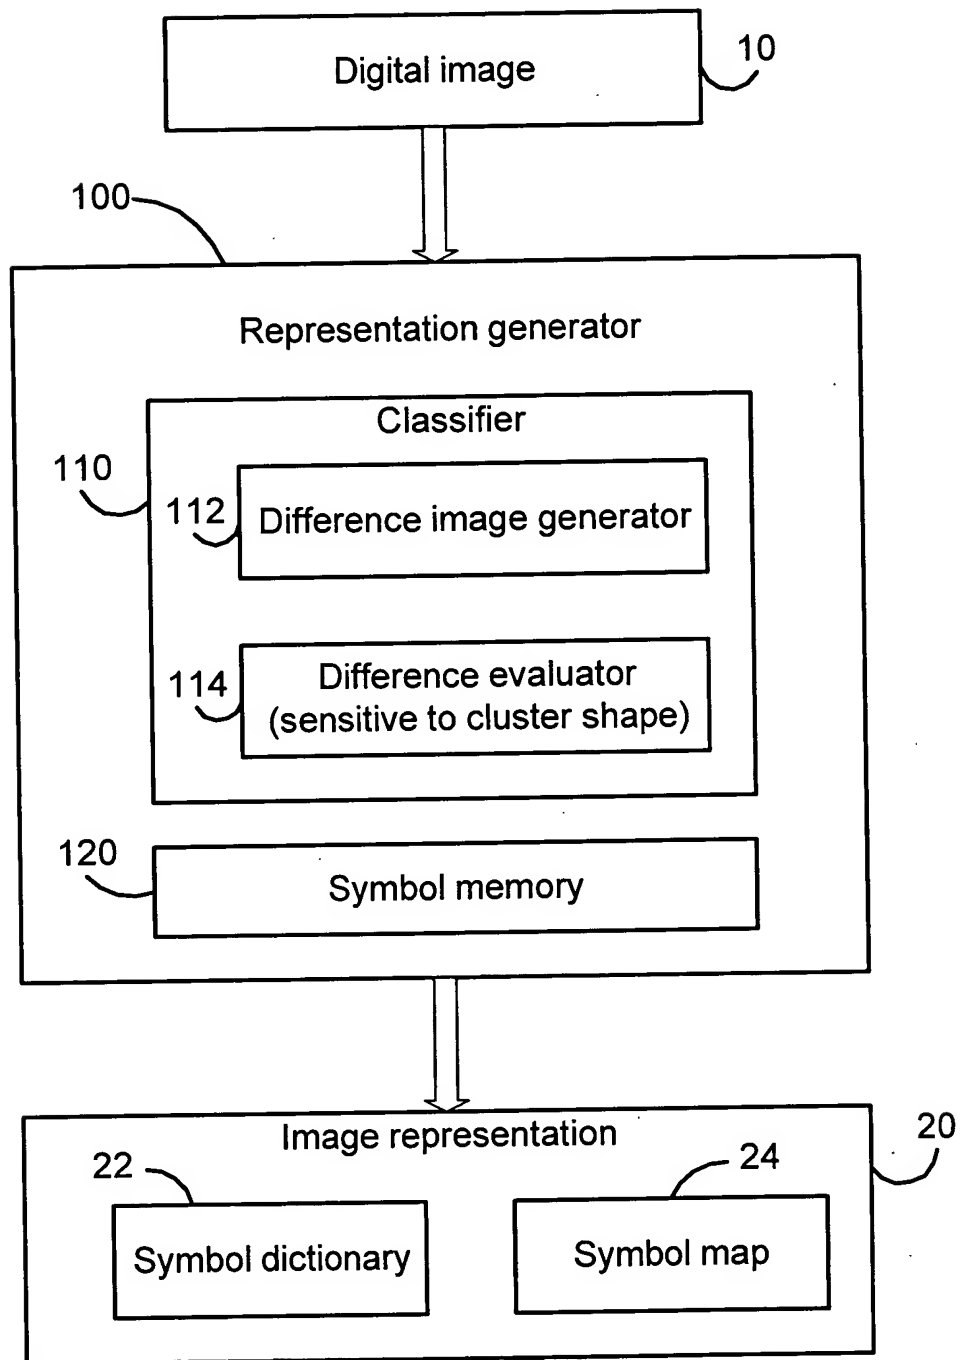 Digital image
10
100
Representation generator
Classifier
110
112
Difference image generator
114
Difference evaluator
(sensitive to cluster shape)
120
Symbol memory
Image representation
20
22
24
Symbol dictionary
Symbol map